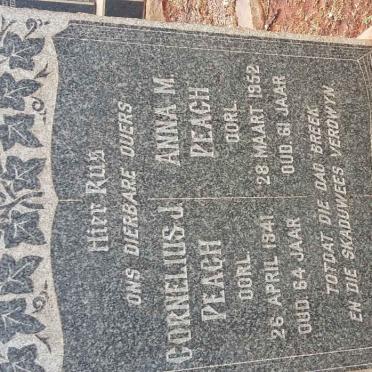 Hier Rus
ONS DIERBARE OUERS
CORNELIUS J. PEACH
OORL
26 APRIL 1941
OUD 64 JAAR
ANNA M. PEACH
OORL
28 MAART 1952
OUD 61 JAAR
TOTDAT DIE DAG BREEK
EN DIE SKADUWEES VERDWYN